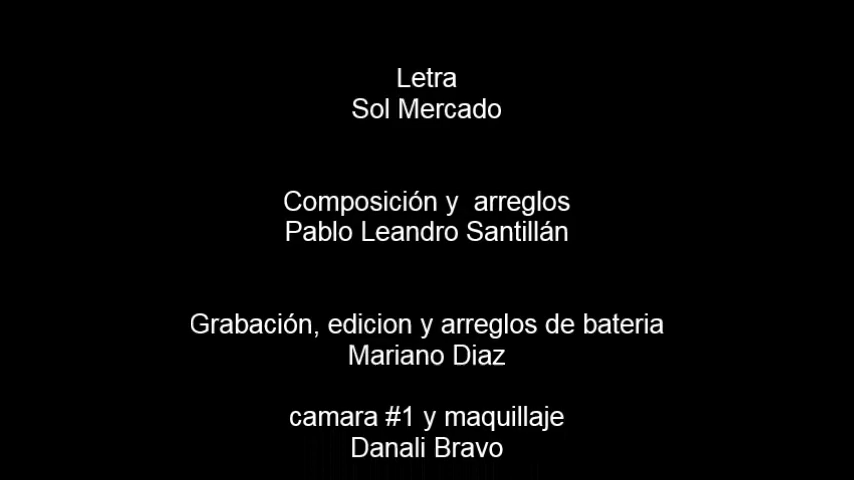 Letra
Sol Mercado
Composición y  arreglos
Pablo Leandro Santillán
Grabación, edicion y arreglos de bateria
Mariano Diaz
camara #1 y maquillaje
Danali Bravo